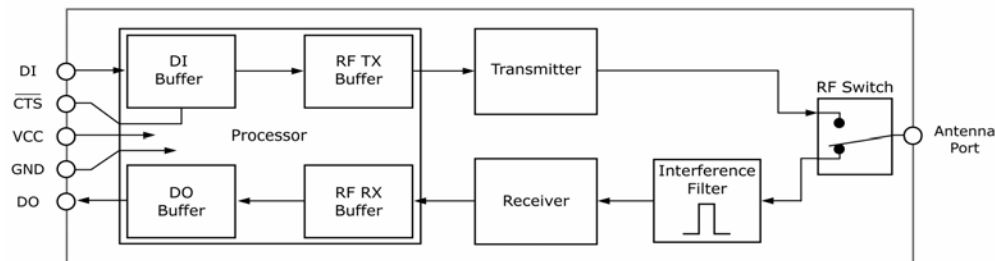 DI
CTS
VCC
GND
DO
DI
Buffer
RF TX
Buffer
Processor
DO
Buffer
RF RX
Buffer
Transmitter
Receiver
Interference
Filter
RF Switch
Antenna
Port